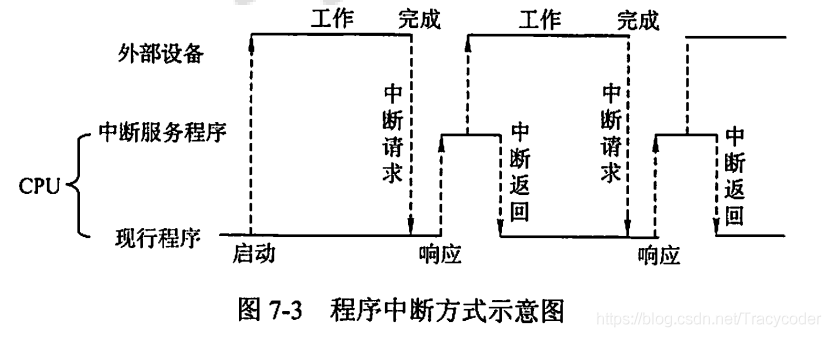 工作 完成 工作 完成
外部设备
中断请求
中断请求
中断服务程序
中断返回
中断返回
CPU
现行程序
启动 响应 响应
图 7-3 程序中断方式示意图
https://blog.csdn.net/Tracycoder